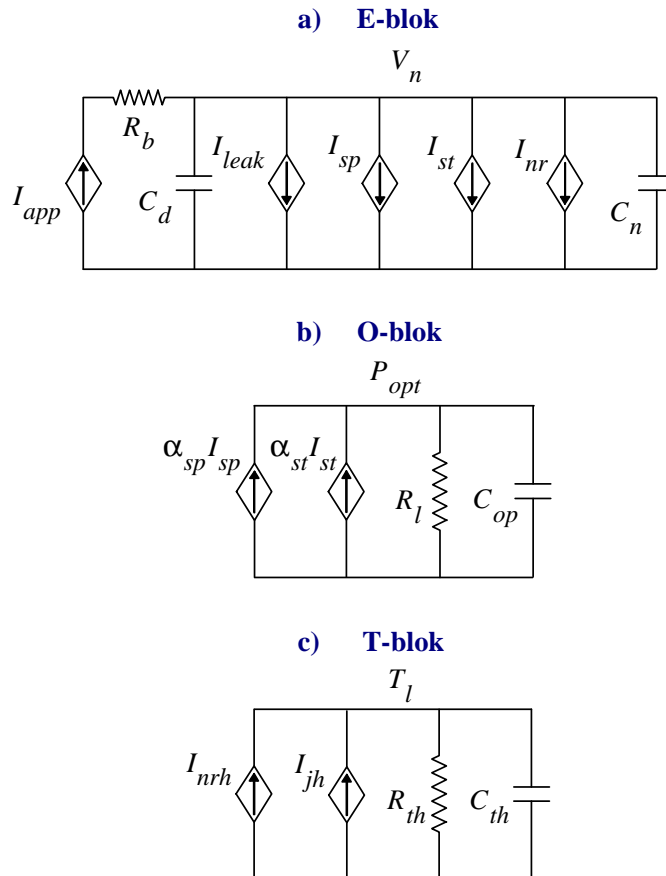 a) E-blok
V_n
R_b
I_app
C_d
I_leak
I_sp
I_st
I_nr
C_n
b) O-blok
P_opt
α_sp I_sp
α_st I_st
R_l
C_op
c) T-blok
T_l
I_nrh
I_jh
R_th
C_th